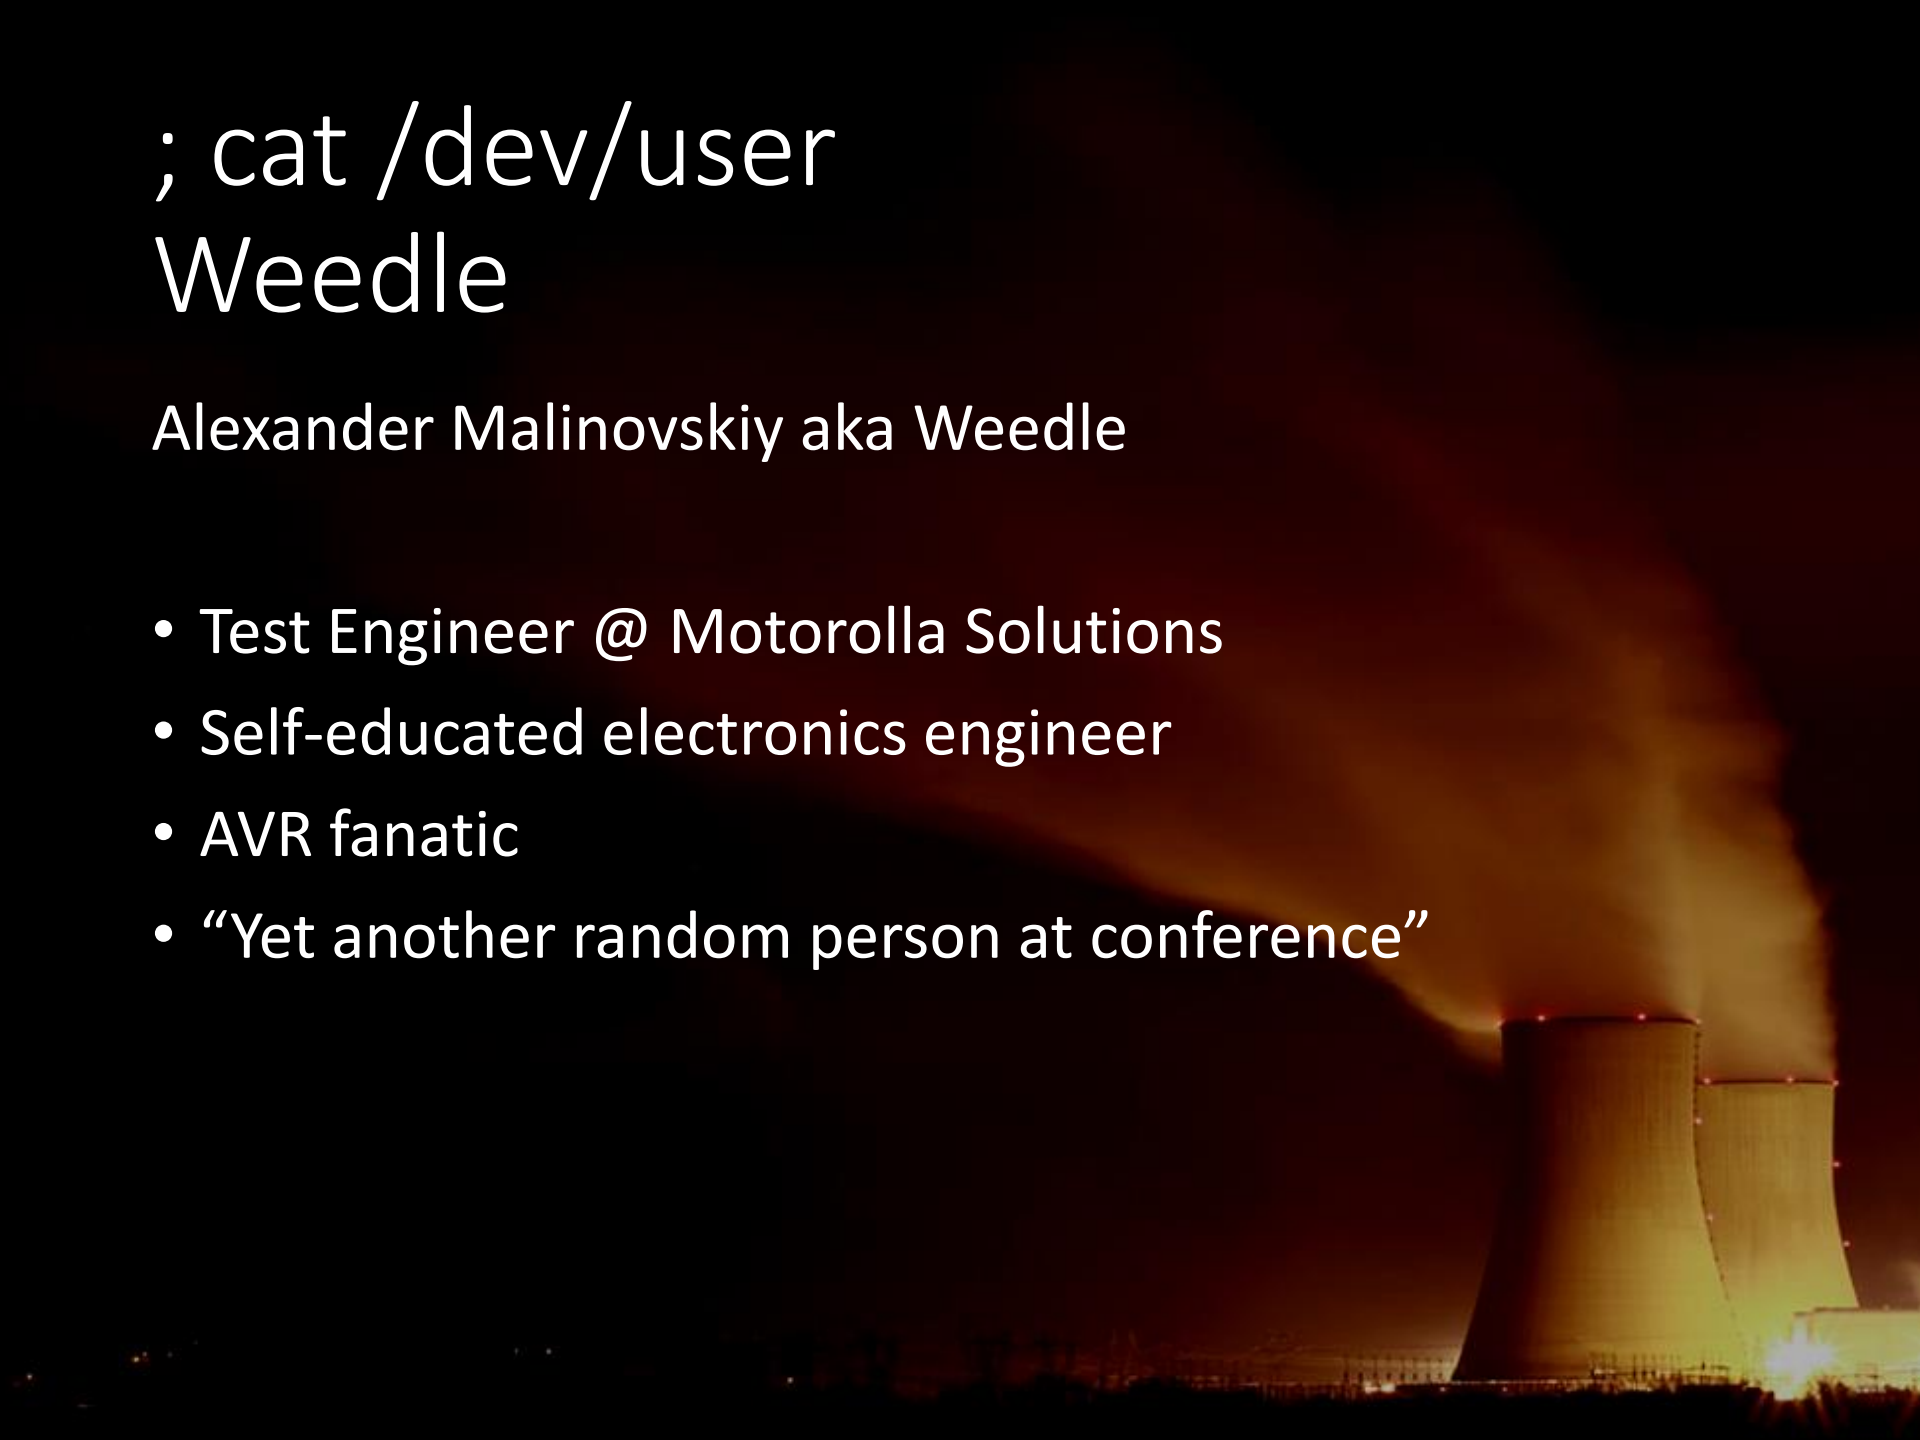 ; cat /dev/user
Weedle
Alexander Malinovskiy aka Weedle
• Test Engineer @ Motorolla Solutions
• Self-educated electronics engineer
• AVR fanatic
• “Yet another random person at conference”